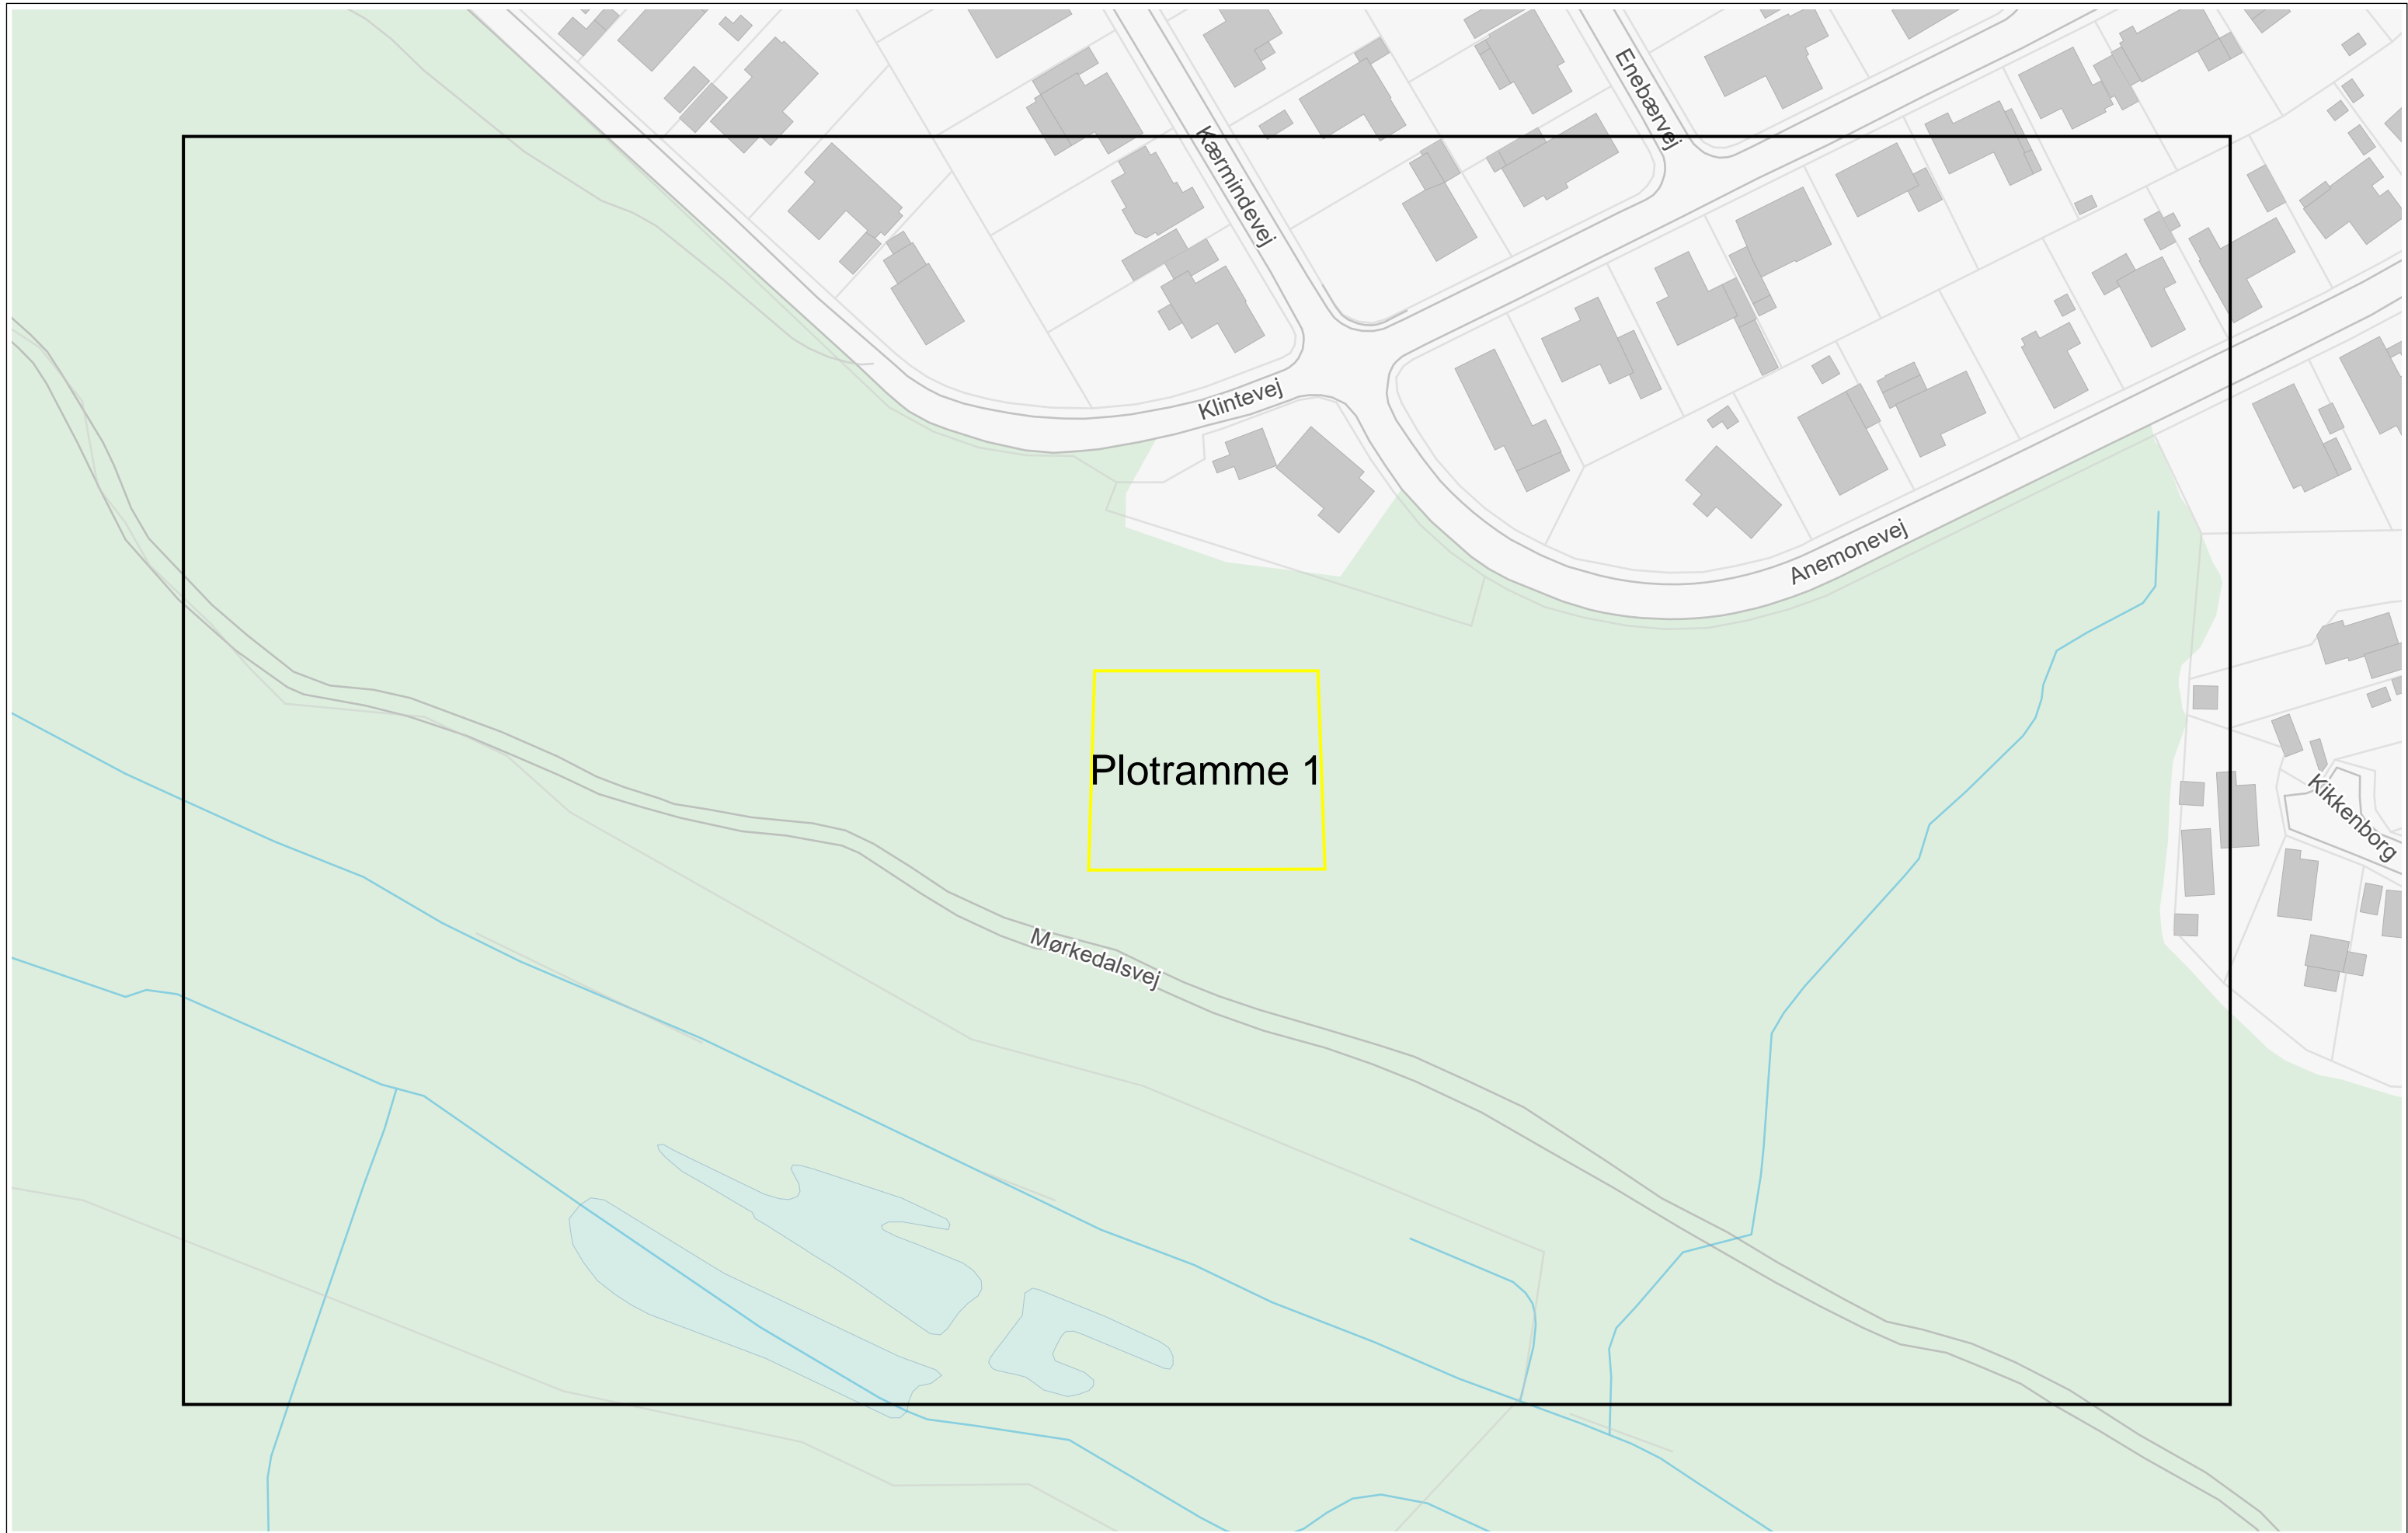 Enebærvej
Kærmindevej
Klintevej
Anemonevej
Plotramme 1
Kikkenborg
Mørkedalsvej